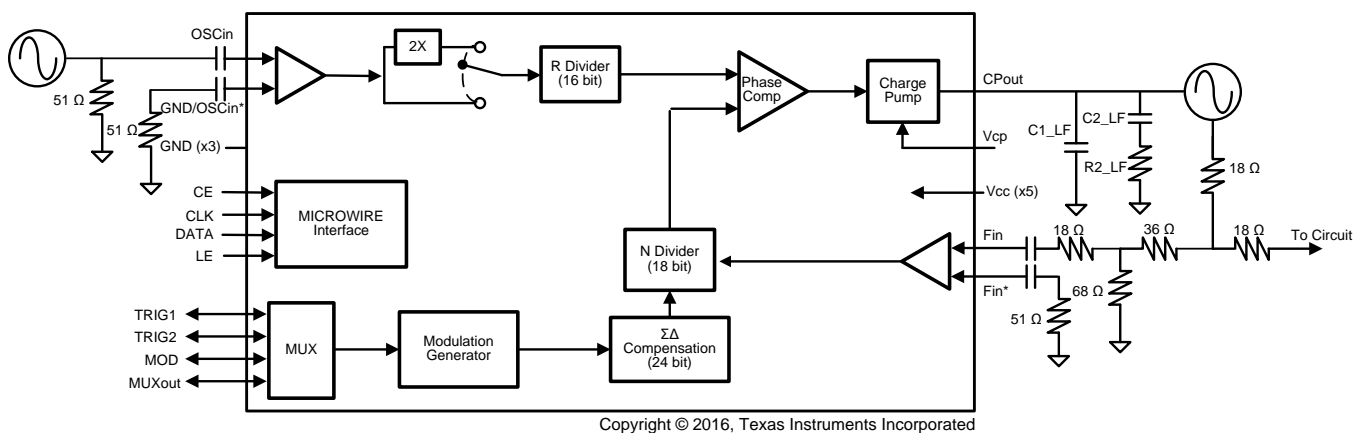 OSCin
51 Ω
GND/OSCin*
51 Ω
GND (x3)
2X
R Divider
(16 bit)
Phase
Comp
Charge
Pump
CPout
Vcp
Vcc (x5)
C1_LF
C2_LF
R2_LF
18 Ω
CE
CLK
DATA
LE
MICROWIRE
Interface
N Divider
(18 bit)
Fin
Fin*
18 Ω
36 Ω
18 Ω
To Circuit
68 Ω
51 Ω
TRIG1
TRIG2
MOD
MUXout
MUX
Modulation
Generator
ΣΔ
Compensation
(24 bit)
Copyright © 2016, Texas Instruments Incorporated